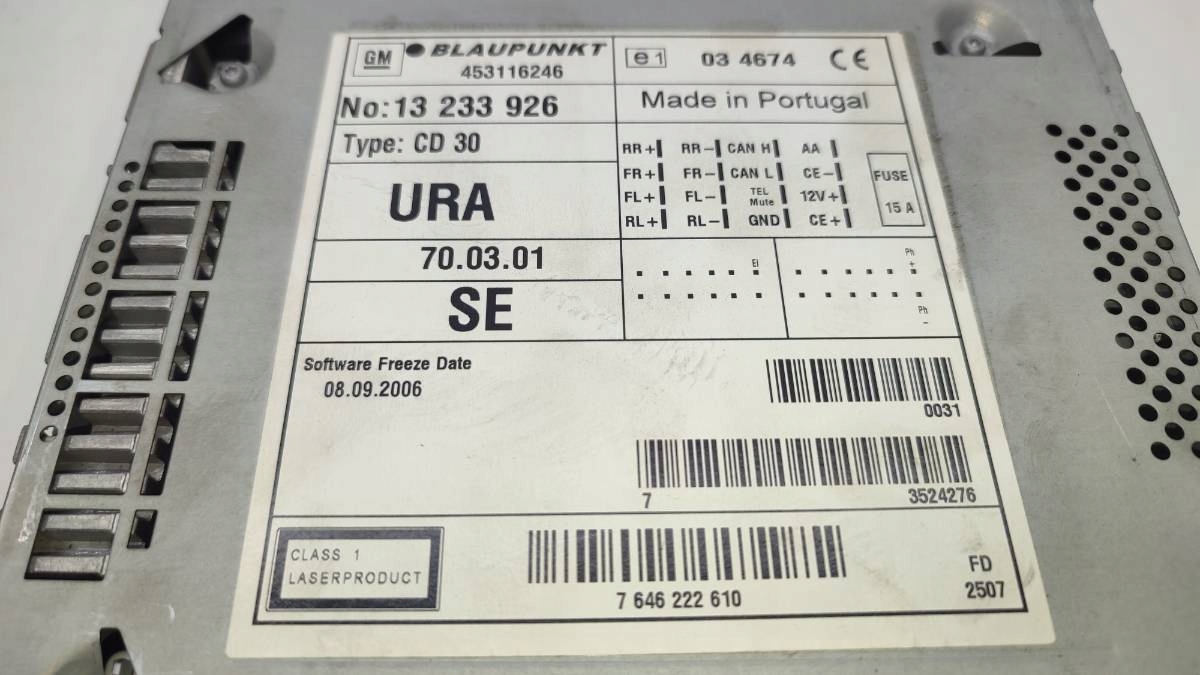 GM BLAUPUNKT
453116246
e1 03 4674 CE
No:13 233 926
Made in Portugal
Type: CD 30
URA
70.03.01
SE
RR+ RR- CAN H AA
FR+ FR- CAN L CE-
FL+ FL- TEL Mute 12V+
RL+ RL- GND CE+
FUSE
15 A
El
Ph
+
Ph
-
Software Freeze Date
08.09.2006
0031
7 3524276
CLASS 1
LASERPRODUCT
7 646 222 610
FD
2507